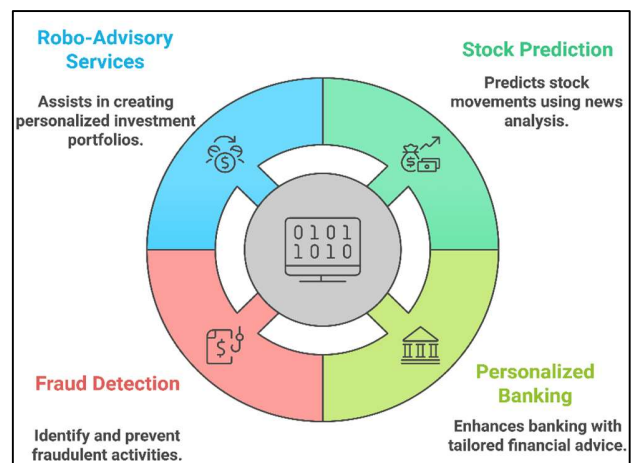 Robo-Advisory
Services
Assists in creating
personalized investment
portfolios.
Stock Prediction
Predicts stock
movements using news
analysis.
0101
1010
$
$
$
Fraud Detection
Identify and prevent
fraudulent activities.
Personalized
Banking
Enhances banking with
tailored financial advice.